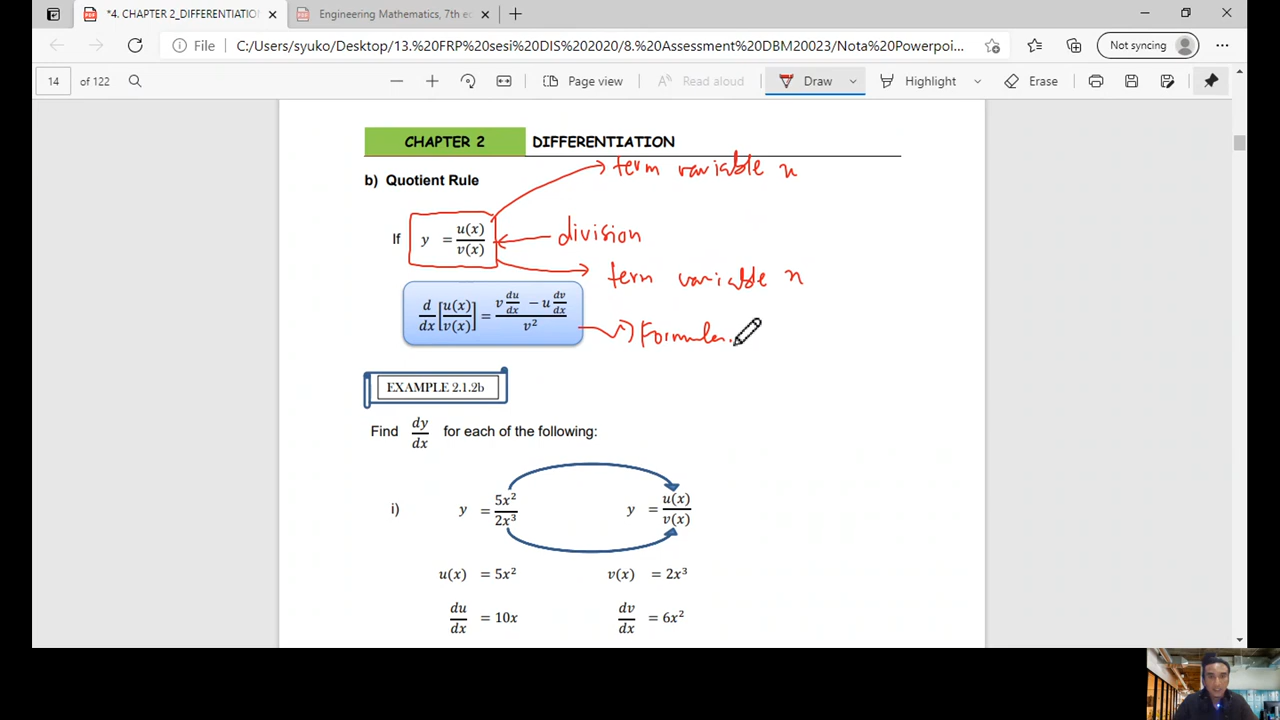 *4. CHAPTER 2_DIFFERENTIATIO
Engineering Mathematics, 7th ec
File C:/Users/syuko/Desktop/13.%20FRP%20sesi%20DIS%202020/8.%20Assessment%20DBM20023/Nota%20Powerpoi...
Not syncing
14 of 122
Page view
Read aloud
Draw
Highlight
Erase
CHAPTER 2 DIFFERENTIATION
term variable x
b) Quotient Rule
If y = u(x)/v(x)
division
term variable x
d/dx[u(x)/v(x)] = (v du/dx − u dv/dx)/v²
Formula.
EXAMPLE 2.1.2b
Find dy/dx for each of the following:
i) y = 5x²/2x³ y = u(x)/v(x)
u(x) = 5x² v(x) = 2x³
du/dx = 10x dv/dx = 6x²